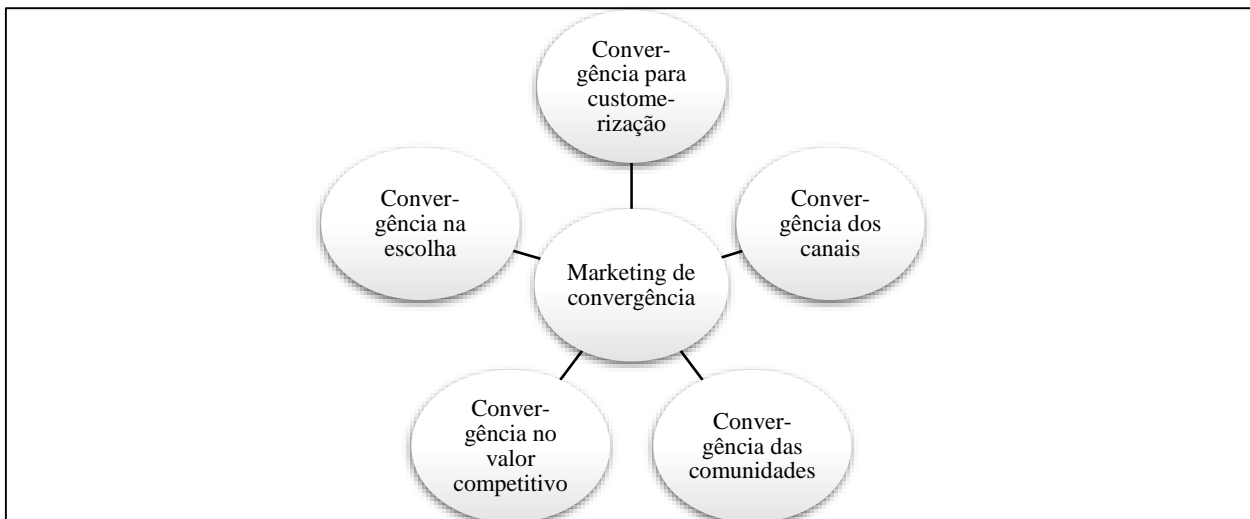 Conver-
gência para
custome-
rização
Conver-
gência na
escolha
Conver-
gência dos
canais
Marketing de
convergência
Conver-
gência no
valor
competitivo
Conver-
gência das
comunidades